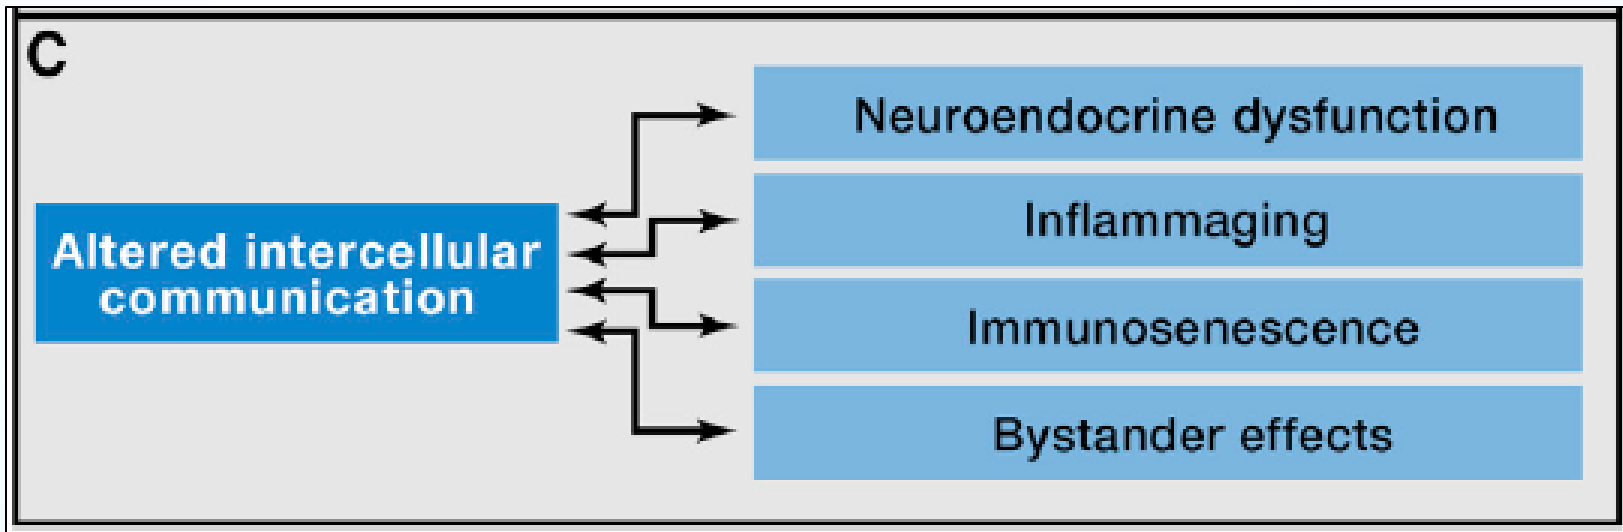 C
Altered intercellular
communication
Neuroendocrine dysfunction
Inflammaging
Immunosenescence
Bystander effects